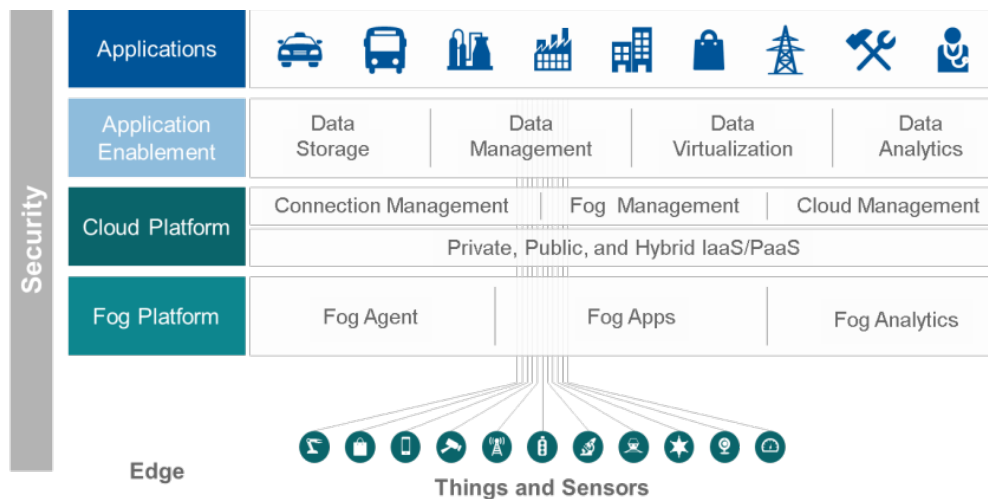 Security
Applications
Application
Enablement
Data
Storage
Data
Management
Data
Virtualization
Data
Analytics
Cloud Platform
Connection Management
Fog Management
Cloud Management
Private, Public, and Hybrid IaaS/PaaS
Fog Platform
Fog Agent
Fog Apps
Fog Analytics
Edge
Things and Sensors